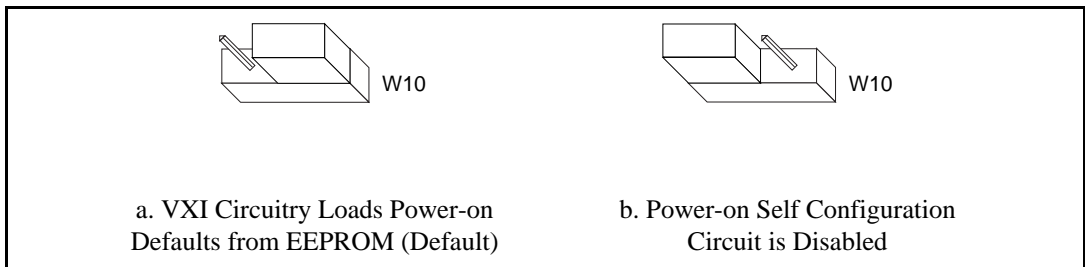 W10
W10
a. VXI Circuitry Loads Power-on
Defaults from EEPROM (Default)
b. Power-on Self Configuration
Circuit is Disabled